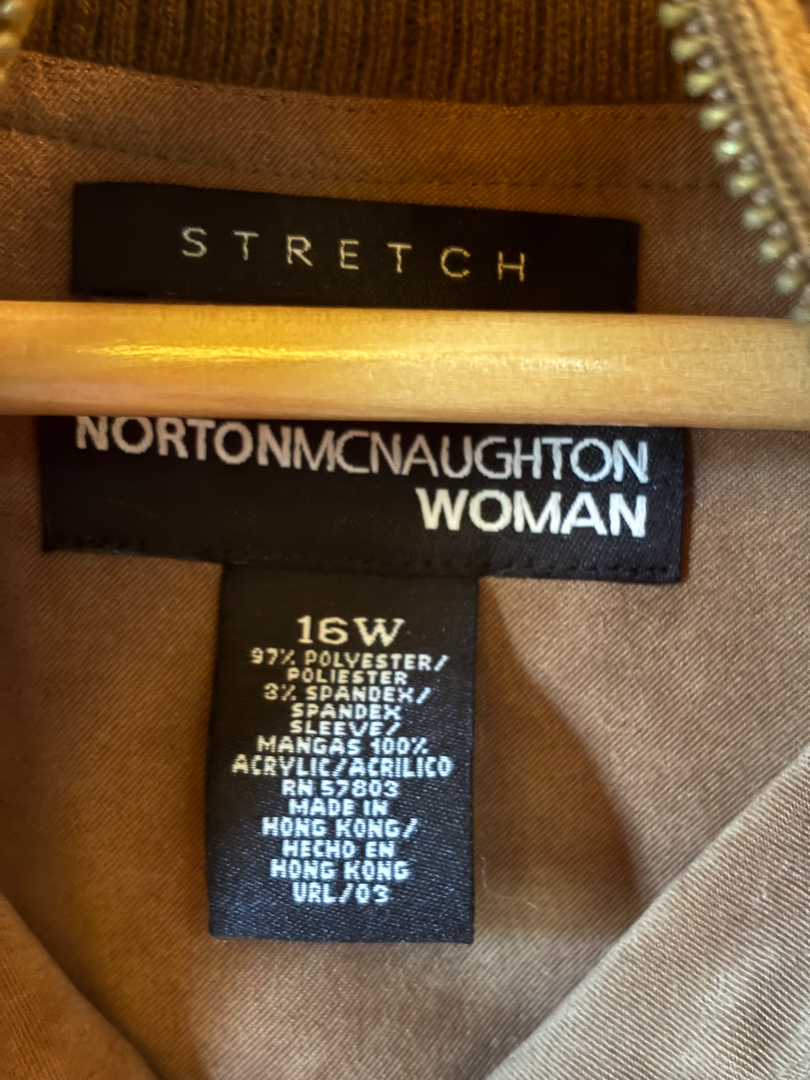 STRETCH
NORTONMCNAUGHTON
WOMAN
16W
97% POLYESTER/
POLIESTER
3% SPANDEX/
SPANDEX
SLEEVE/
MANGAS 100%
ACRYLIC/ACRILICO
RN 57803
MADE IN
HONG KONG/
HECHO EN
HONG KONG
URL/03